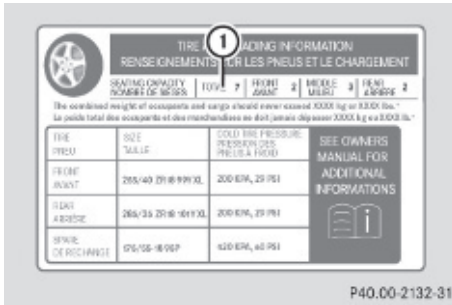 1
TIRE ADING INFORMATION
RENSEIGNEMENTS SUR LES PNEUS ET LE CHARGEMENT
SEATING CAPACITY TOTAL 7 FRONT 2 MIDDLE 3 REAR 2
NOMBRE DE SIEGES AVANT MILIEU ARRIÈRE
The combined weight of occupants and cargo should never exceed XXXX kg or XXXX lbs.*
Le poids total des occupants et des marchandises ne doit jamais dépasser XXXX kg ou XXXX lb.*
TIRE SIZE COLD TIRE PRESSURE
PNEU TAILLE PRESSION DES
PNEUS A FROID
SEE OWNERS
MANUAL FOR
ADDITIONAL
INFORMATIONS
FRONT
AVANT
200 KPA, 29 PSI
REAR
ARRIÈRE
200 KPA, 29 PSI
SPARE
DE RECHANGE
420 KPA, 60 PSI
i
P40.00-2132-31